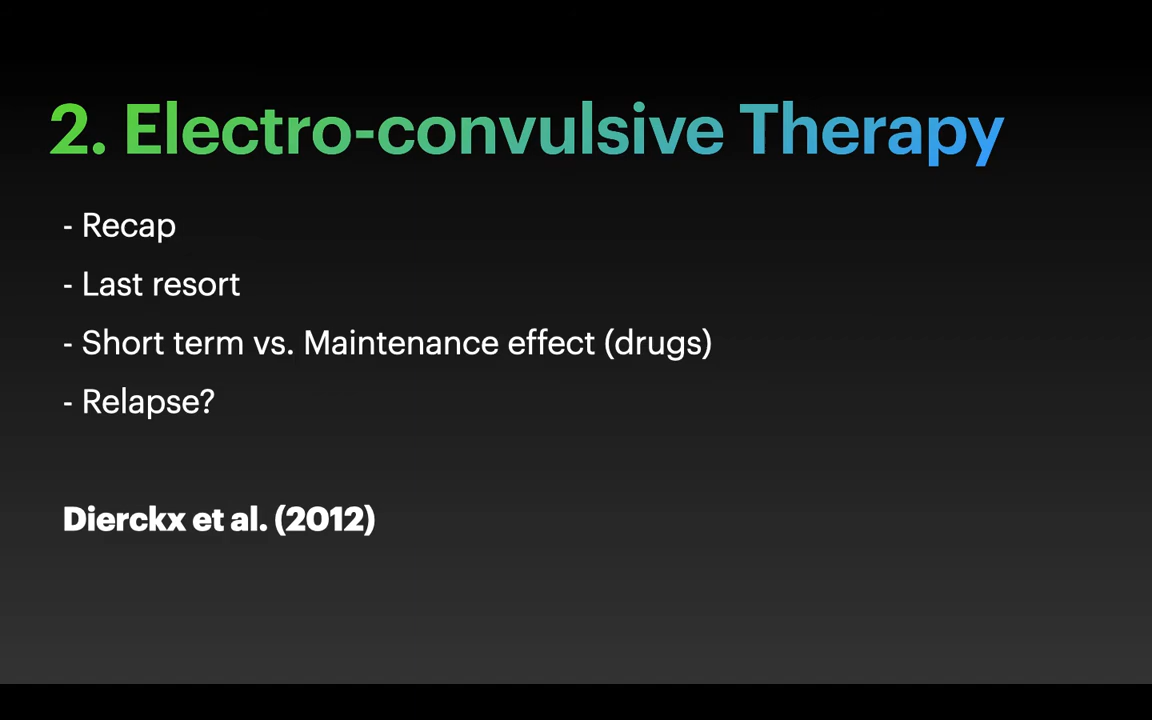 2. Electro-convulsive Therapy
- Recap
- Last resort
- Short term vs. Maintenance effect (drugs)
- Relapse?
Dierckx et al. (2012)